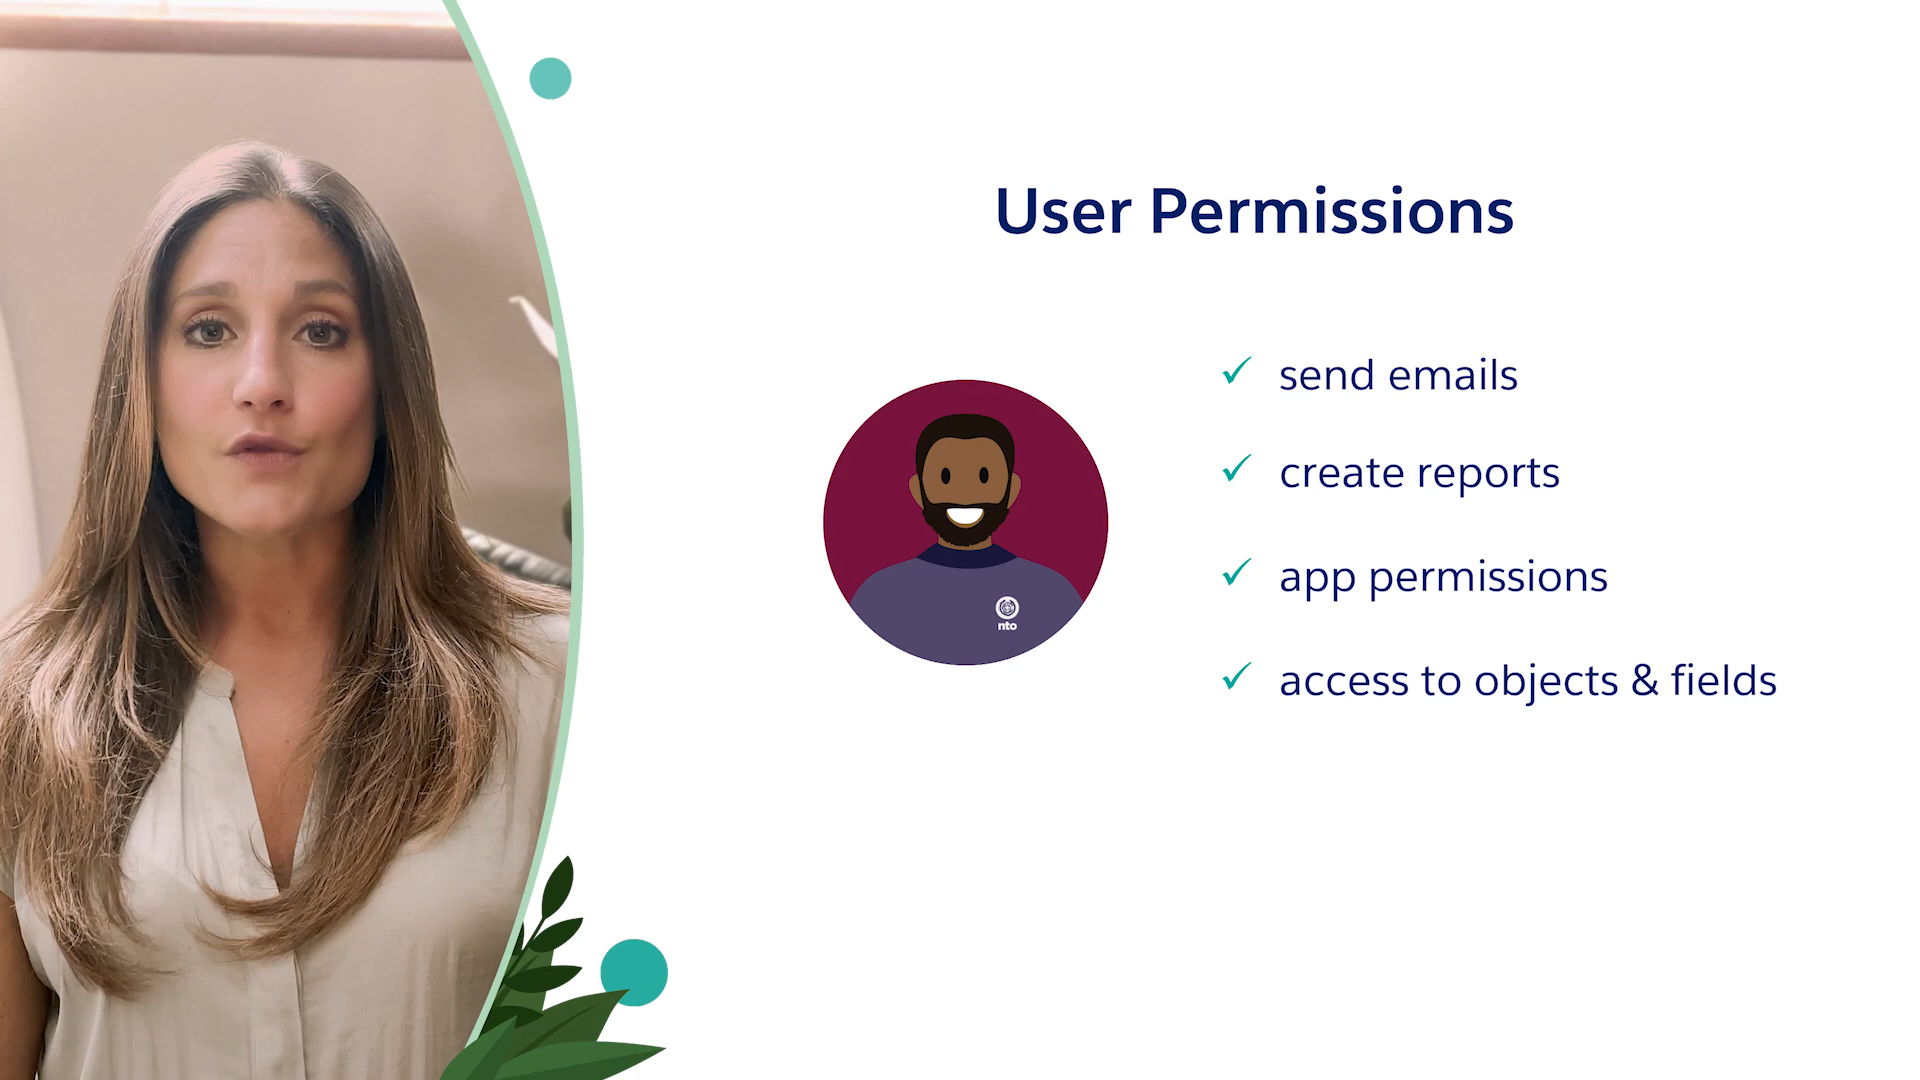 User Permissions
send emails
create reports
app permissions
access to objects & fields
nto